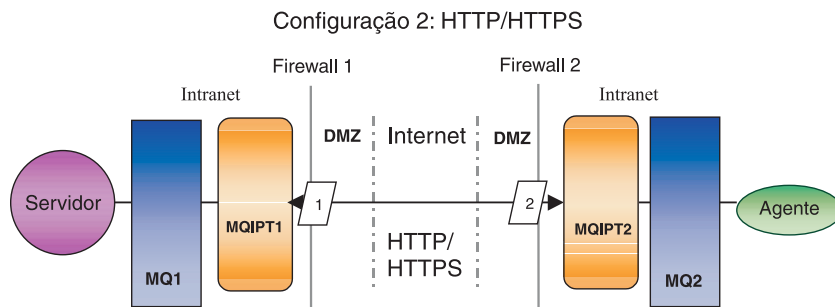 Configuração 2: HTTP/HTTPS
Firewall 1
Firewall 2
Intranet
Intranet
DMZ
Internet
DMZ
Servidor
MQ1
MQIPT1
1
2
MQIPT2
MQ2
Agente
HTTP/
HTTPS